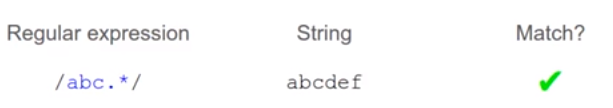 Regular expression String Match?
/abc.*/ abcdef ✔